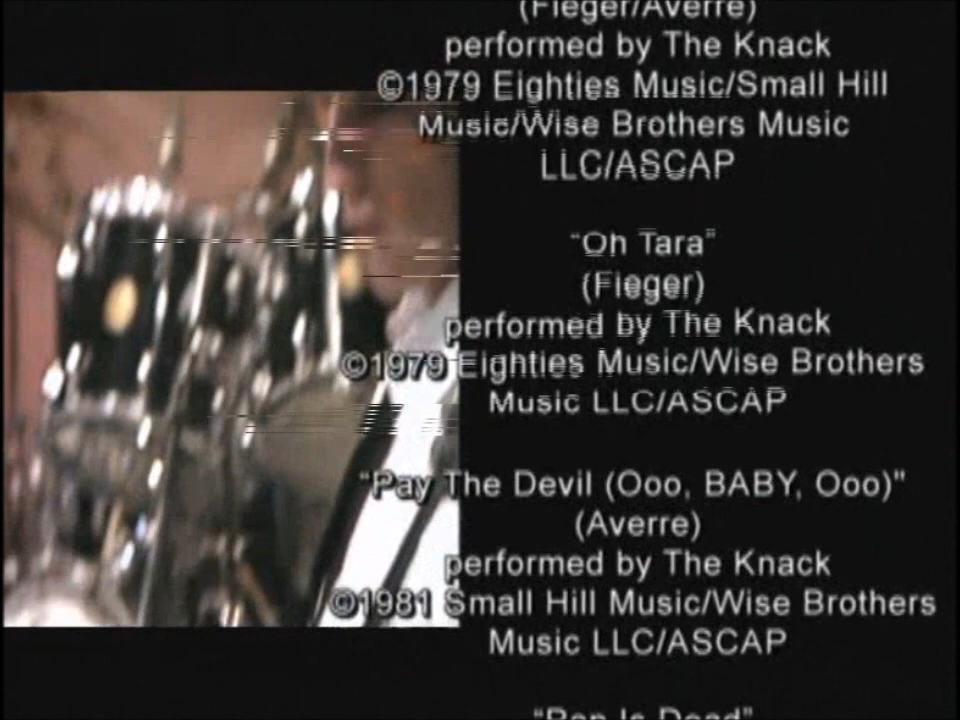 (Fieger/Averre)
performed by The Knack
©1979 Eighties Music/Small Hill
Music/Wise Brothers Music
LLC/ASCAP
“Oh Tara”
(Fieger)
performed by The Knack
©1979 Eighties Music/Wise Brothers
Music LLC/ASCAP
“Pay The Devil (Ooo, BABY, Ooo)"
(Averre)
performed by The Knack
©1981 Small Hill Music/Wise Brothers
Music LLC/ASCAP
Is Dead”